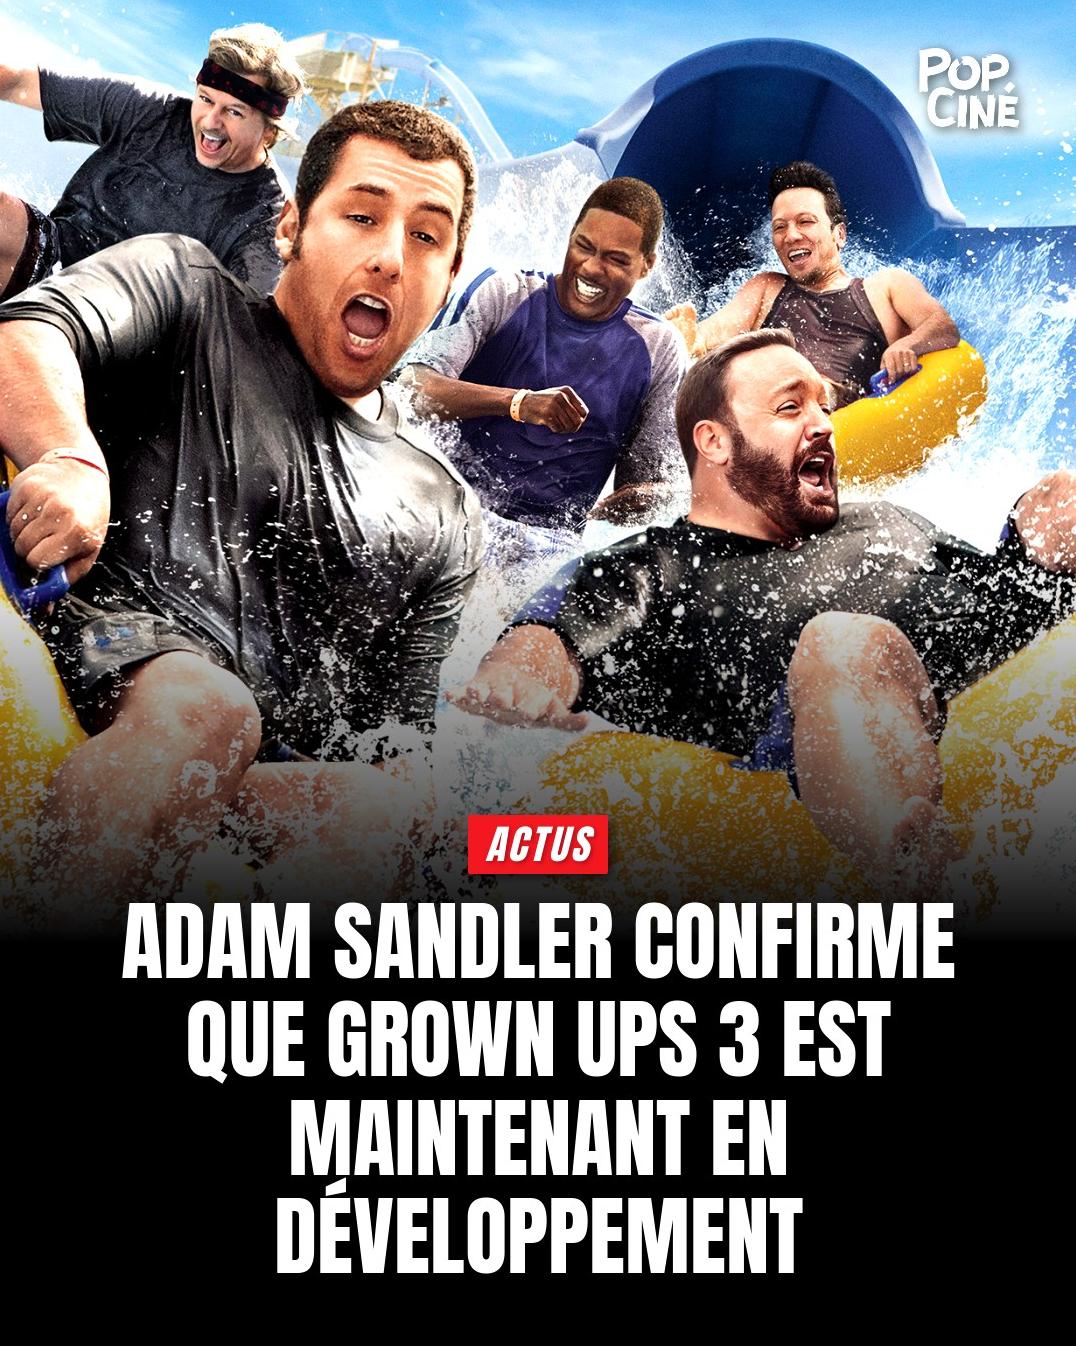 POP
CINÉ
ACTUS
ADAM SANDLER CONFIRME
QUE GROWN UPS 3 EST
MAINTENANT EN
DÉVELOPPEMENT